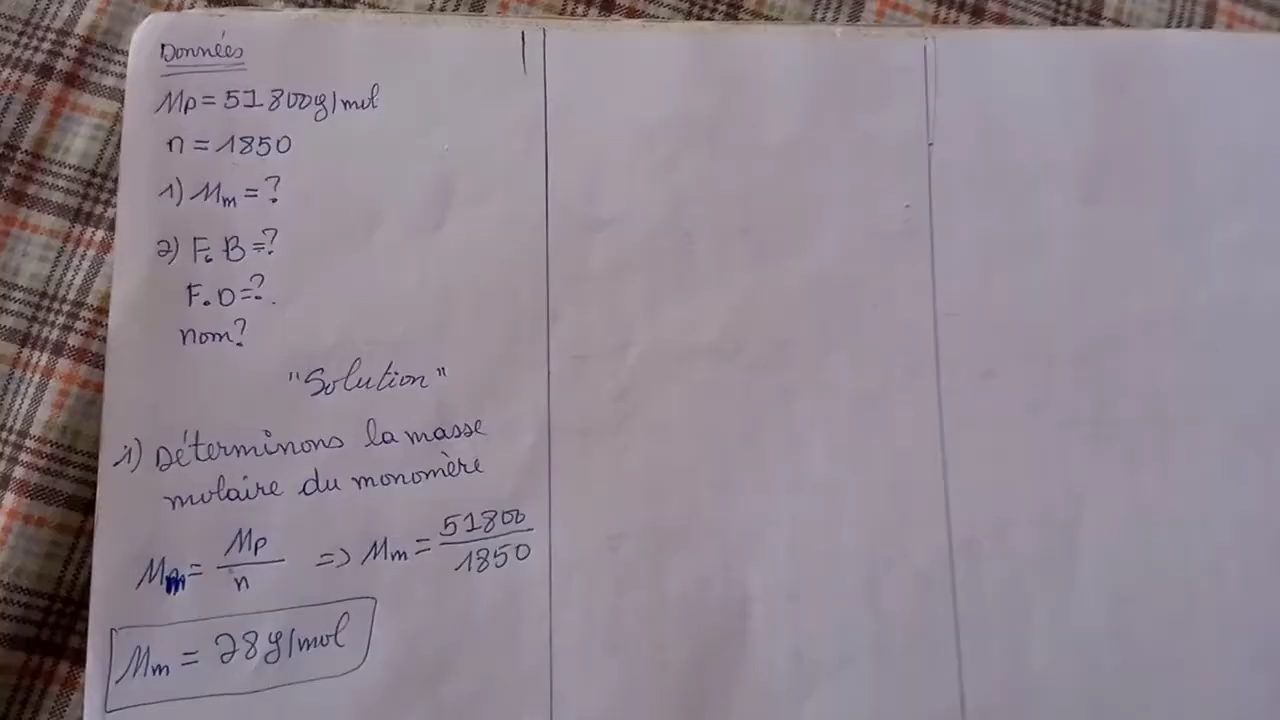 Données
Mp = 51800g/mol
n = 1850
1) Mm = ?
2) F.B = ?
F.D = ?.
nom?
"Solution"
1) Déterminons la masse
molaire du monomère
Mm = Mp/n => Mm = 51800/1850
Mm = 28g/mol